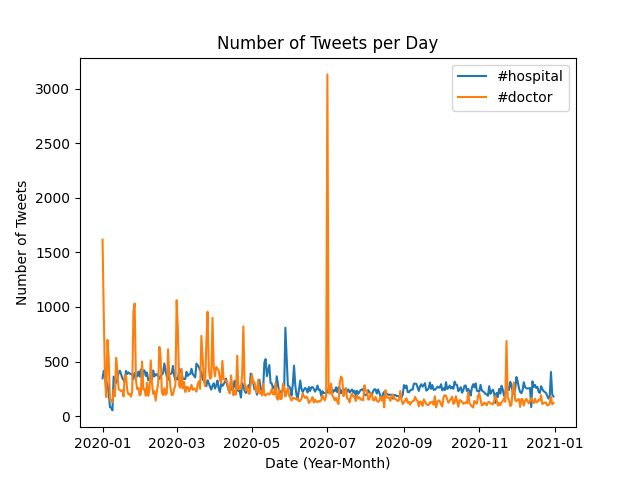 Number of Tweets per Day
#hospital
#doctor
3000
2500
2000
1500
1000
500
0
Number of Tweets
2020-01 2020-03 2020-05 2020-07 2020-09 2020-11 2021-01
Date (Year-Month)